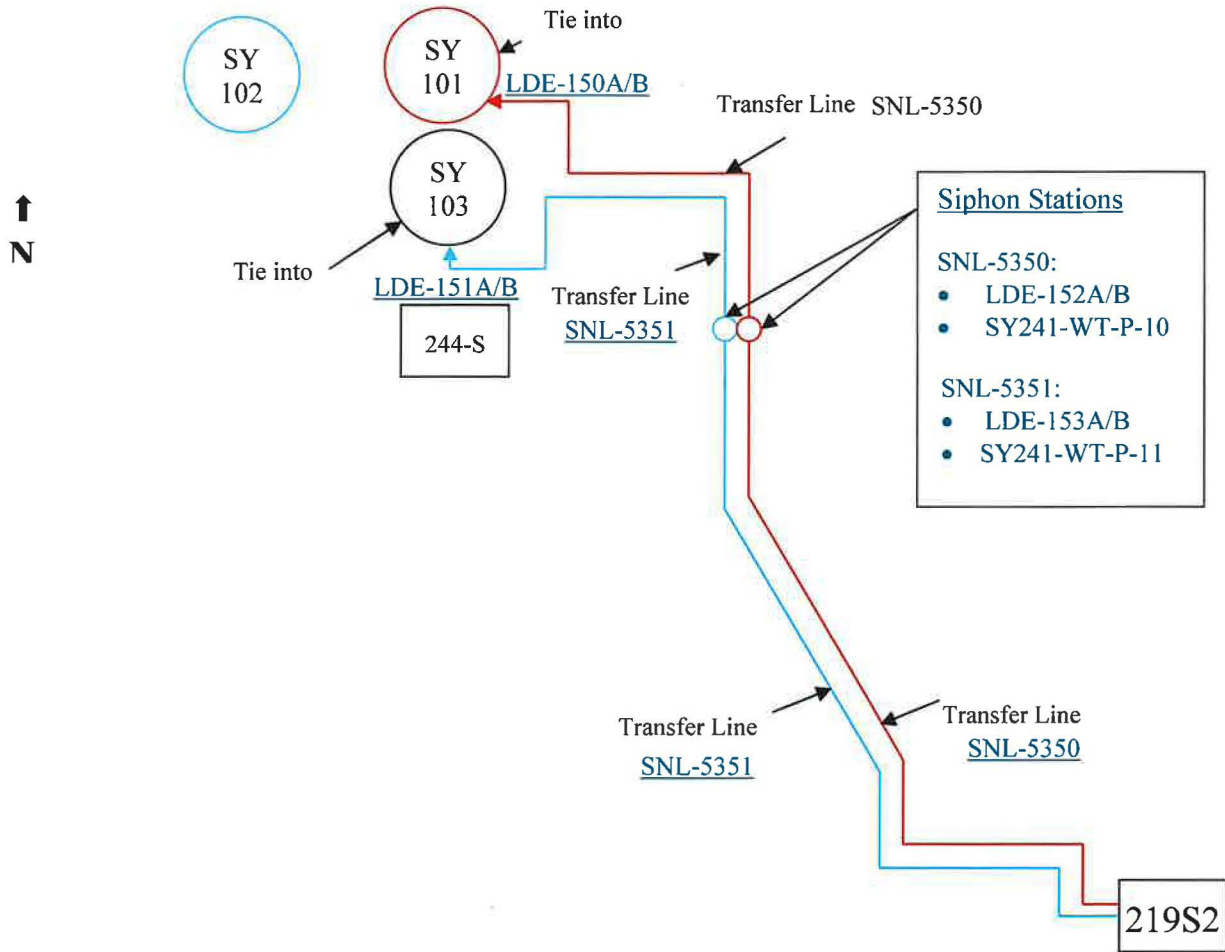 Tie into
SY
102
SY
101
LDE-150A/B
Transfer Line SNL-5350
SY
103
N
Tie into
LDE-151A/B
244-S
Transfer Line
SNL-5351
Siphon Stations
SNL-5350:
• LDE-152A/B
• SY241-WT-P-10
SNL-5351:
• LDE-153A/B
• SY241-WT-P-11
Transfer Line
SNL-5351
Transfer Line
SNL-5350
219S2